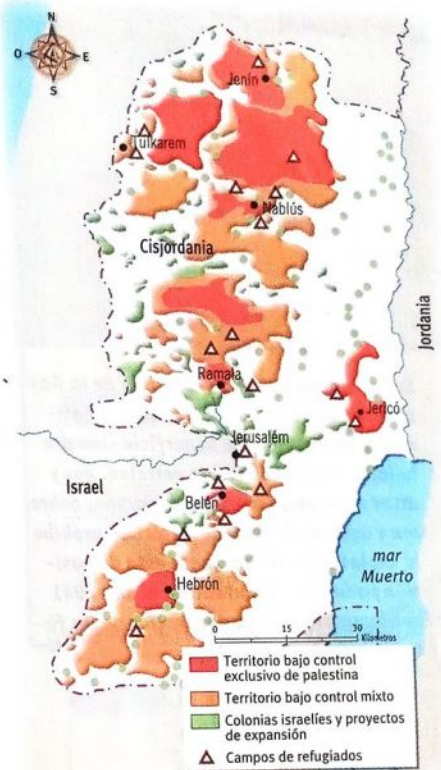 N
O
E
S
Jenín
Tulkarem
Nablús
Cisjordania
Jordania
Ramala
Jericó
Jerusalém
Israel
Belén
mar
Muerto
Hebrón
0 15 30
Kilómetros
Territorio bajo control
exclusivo de palestina
Territorio bajo control mixto
Colonias israelíes y proyectos
de expansión
Campos de refugiados